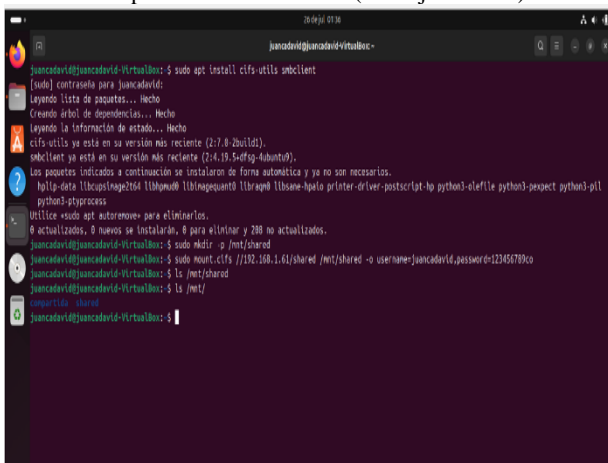 20 de jul 01:36
juancadavid@juancadavid-VirtualBox: ~
juancadavid@juancadavid-VirtualBox:~$ sudo apt install cifs-utils smbclient
[sudo] contraseña para juancadavid:
Leyendo lista de paquetes... Hecho
Creando árbol de dependencias... Hecho
Leyendo la información de estado... Hecho
cifs-utils ya está en su versión más reciente (2:7.0-2build1).
smbclient ya está en su versión más reciente (2:4.19.5+dfsg-4ubuntu9).
Los paquetes indicados a continuación se instalaron de forma automática y ya no son necesarios.
hplip-data libcupsimage2t64 libhpmud0 libimagequant0 libraqm0 libsane-hpaio printer-driver-postscript-hp python3-olefile python3-pexpect python3-pil
python3-ptyprocess
Utilice «sudo apt autoremove» para eliminarlos.
0 actualizados, 0 nuevos se instalarán, 0 para eliminar y 208 no actualizados.
juancadavid@juancadavid-VirtualBox:~$ sudo mkdir -p /mnt/shared
juancadavid@juancadavid-VirtualBox:~$ sudo mount.cifs //192.168.1.61/shared /mnt/shared -o username=juancadavid,password=123456789co
juancadavid@juancadavid-VirtualBox:~$ ls /mnt/shared
juancadavid@juancadavid-VirtualBox:~$ ls /mnt/
compartida shared
juancadavid@juancadavid-VirtualBox:~$